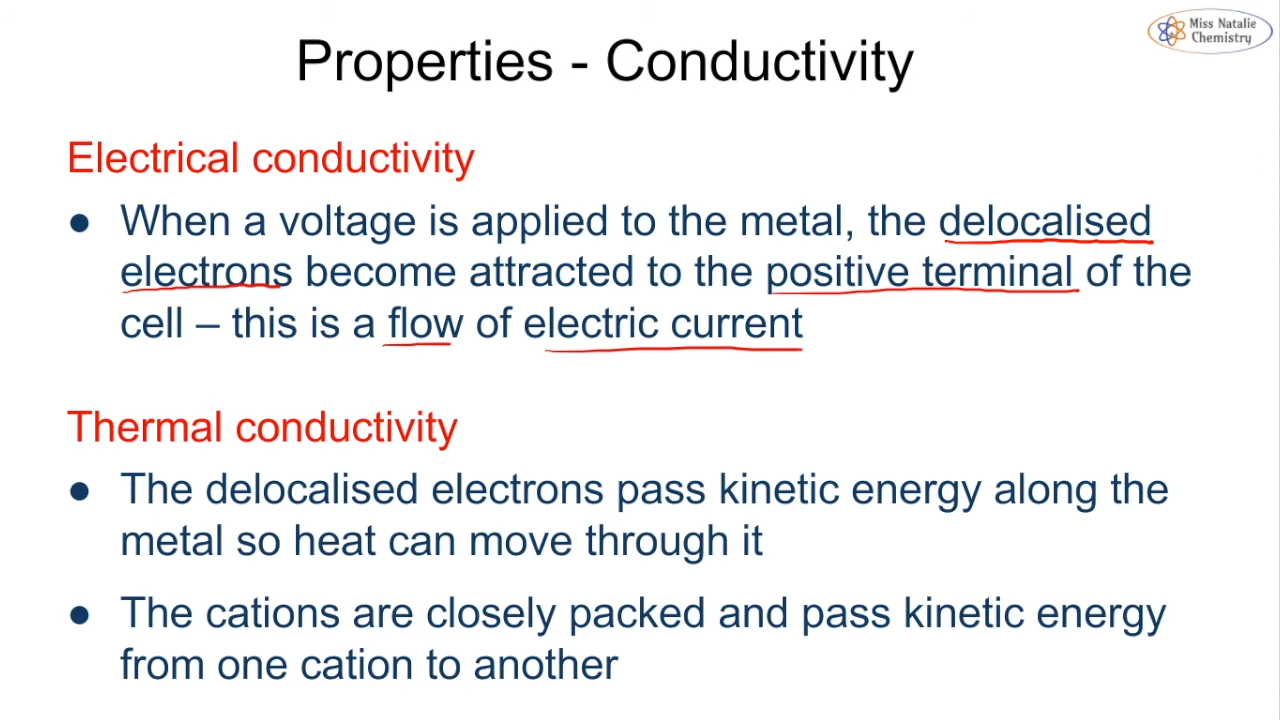 Miss Natalie
Chemistry
Properties - Conductivity
Electrical conductivity
● When a voltage is applied to the metal, the delocalised
electrons become attracted to the positive terminal of the
cell – this is a flow of electric current
Thermal conductivity
● The delocalised electrons pass kinetic energy along the
metal so heat can move through it
● The cations are closely packed and pass kinetic energy
from one cation to another